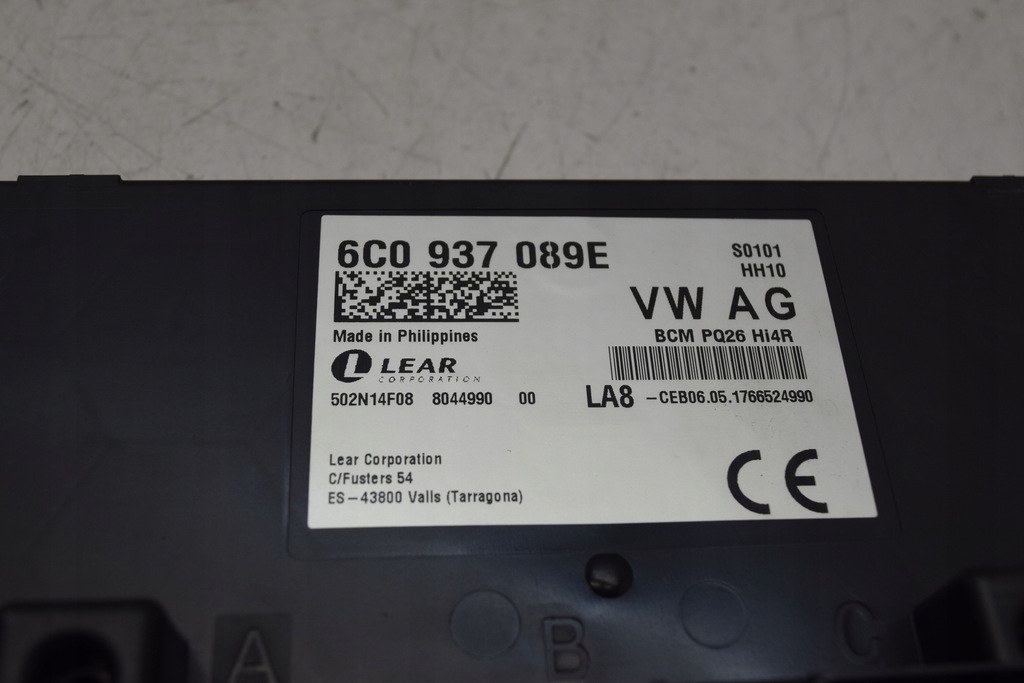 6C0 937 089E
S0101
HH10
VW AG
BCM PQ26 Hi4R
Made in Philippines
LEAR
CORPORATION
502N14F08 8044990 00
LA8 -CEB06.05.1766524990
Lear Corporation
C/Fusters 54
ES-43800 Valls (Tarragona)
CE
A
B
C